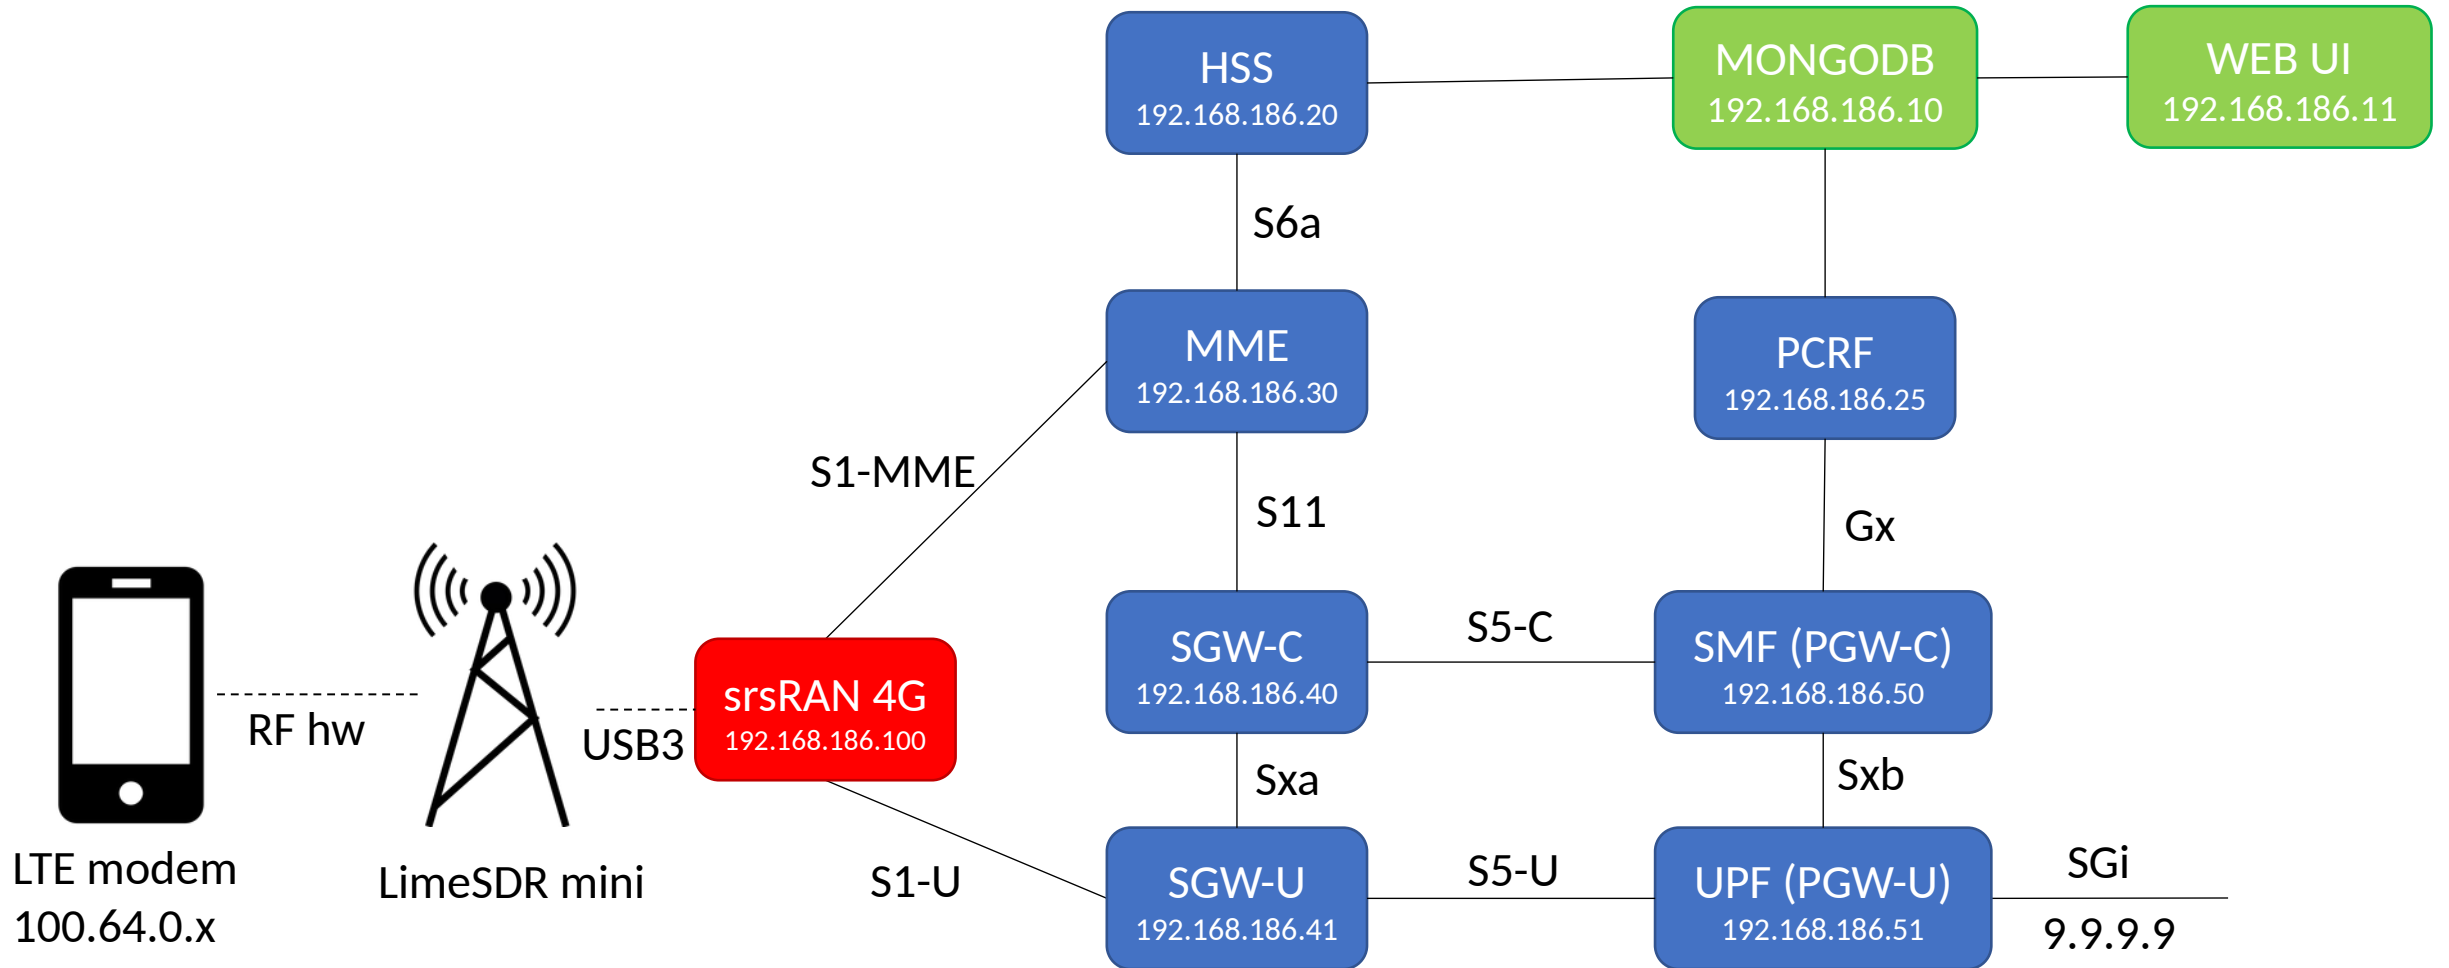 HSS
192.168.186.20
MONGODB
192.168.186.10
WEB UI
192.168.186.11
S6a
MME
192.168.186.30
PCRF
192.168.186.25
S1-MME
S11
Gx
SGW-C
192.168.186.40
S5-C
SMF (PGW-C)
192.168.186.50
srsRAN 4G
192.168.186.100
RF hw
USB3
Sxa
Sxb
LTE modem
100.64.0.x
LimeSDR mini
S1-U
SGW-U
192.168.186.41
S5-U
UPF (PGW-U)
192.168.186.51
SGi
9.9.9.9